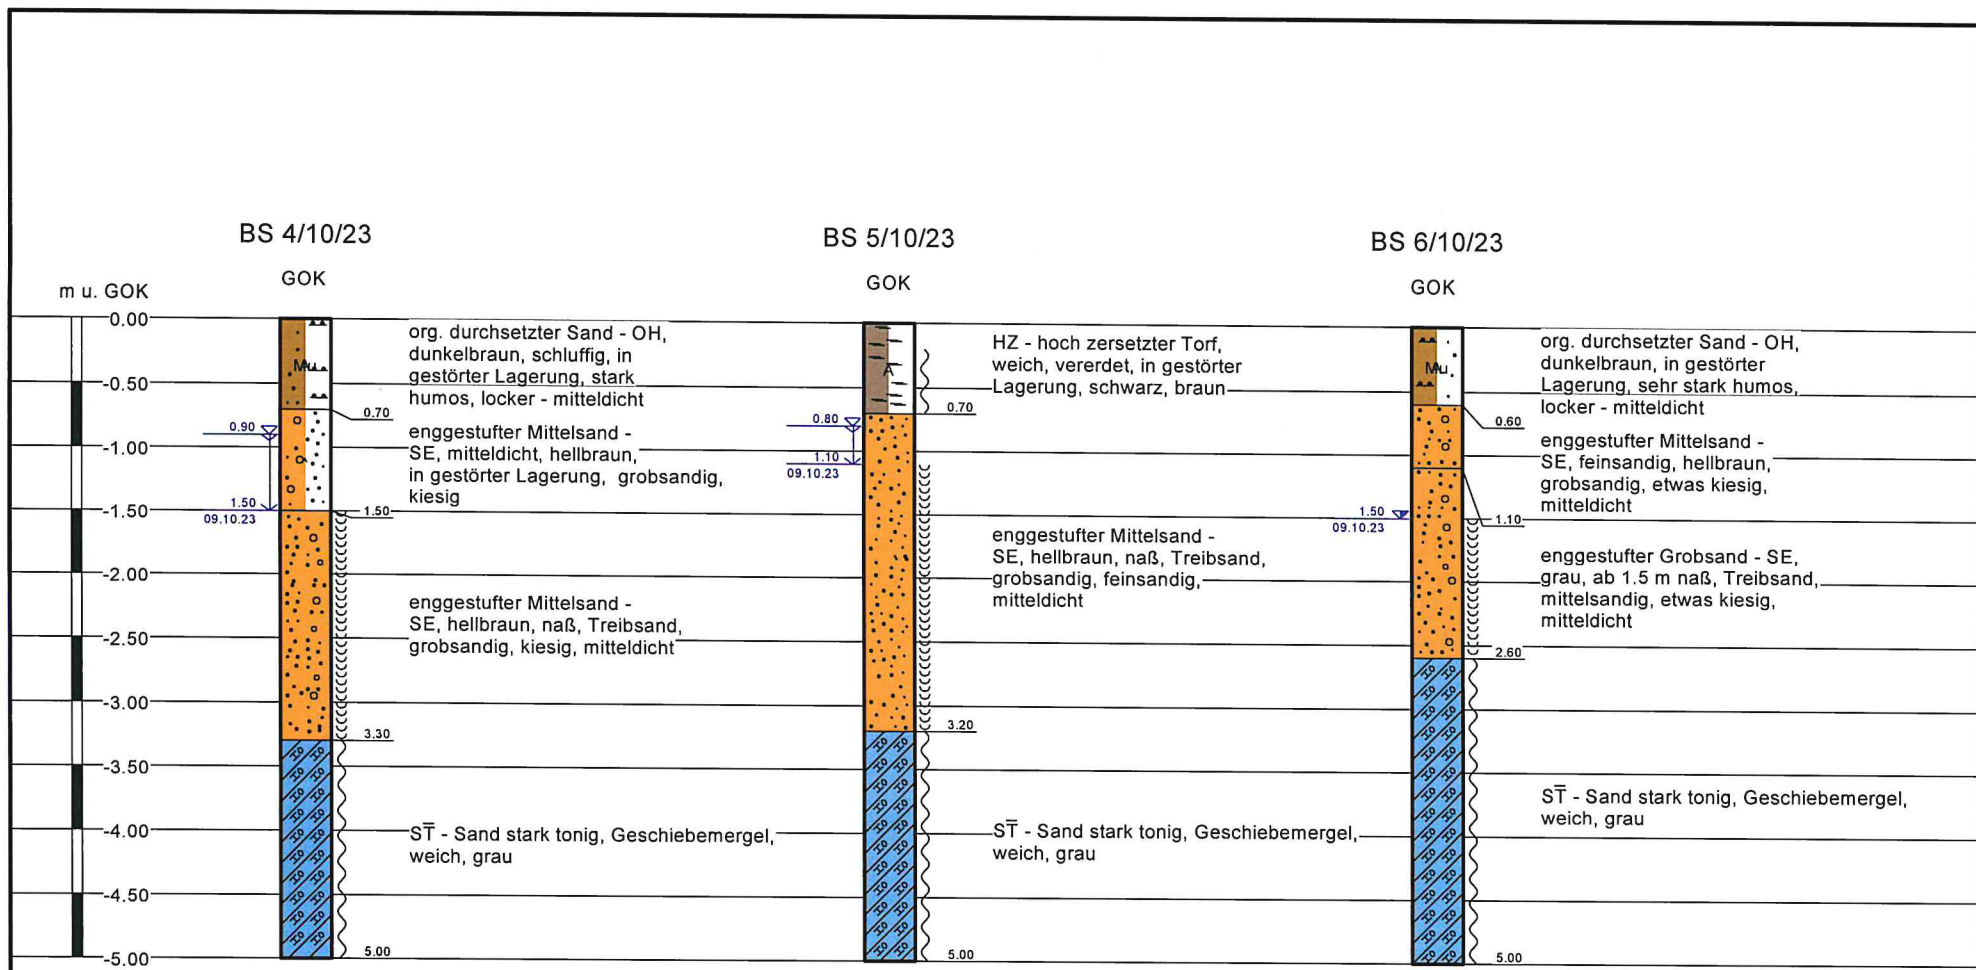 BS 4/10/23
BS 5/10/23
BS 6/10/23
GOK
GOK
GOK
m u. GOK
0.00
-0.50
-1.00
-1.50
-2.00
-2.50
-3.00
-3.50
-4.00
-4.50
-5.00
Mu
org. durchsetzter Sand - OH,
dunkelbraun, schluffig, in
gestörter Lagerung, stark
humos, locker - mitteldicht
0.70
0.90
enggestufter Mittelsand -
SE, mitteldicht, hellbraun,
in gestörter Lagerung, grobsandig,
kiesig
1.50
09.10.23
1.50
enggestufter Mittelsand -
SE, hellbraun, naß, Treibsand,
grobsandig, kiesig, mitteldicht
3.30
ST̅ - Sand stark tonig, Geschiebemergel,
weich, grau
5.00
A
HZ - hoch zersetzter Torf,
weich, vererdet, in gestörter
Lagerung, schwarz, braun
0.70
0.80
1.10
09.10.23
enggestufter Mittelsand -
SE, hellbraun, naß, Treibsand,
grobsandig, feinsandig,
mitteldicht
3.20
ST̅ - Sand stark tonig, Geschiebemergel,
weich, grau
5.00
Mu
org. durchsetzter Sand - OH,
dunkelbraun, in gestörter
Lagerung, sehr stark humos,
locker - mitteldicht
0.60
enggestufter Mittelsand -
SE, feinsandig, hellbraun,
grobsandig, etwas kiesig,
mitteldicht
1.50
09.10.23
1.10
enggestufter Grobsand - SE,
grau, ab 1.5 m naß, Treibsand,
mittelsandig, etwas kiesig,
mitteldicht
2.60
ST̅ - Sand stark tonig, Geschiebemergel,
weich, grau
5.00